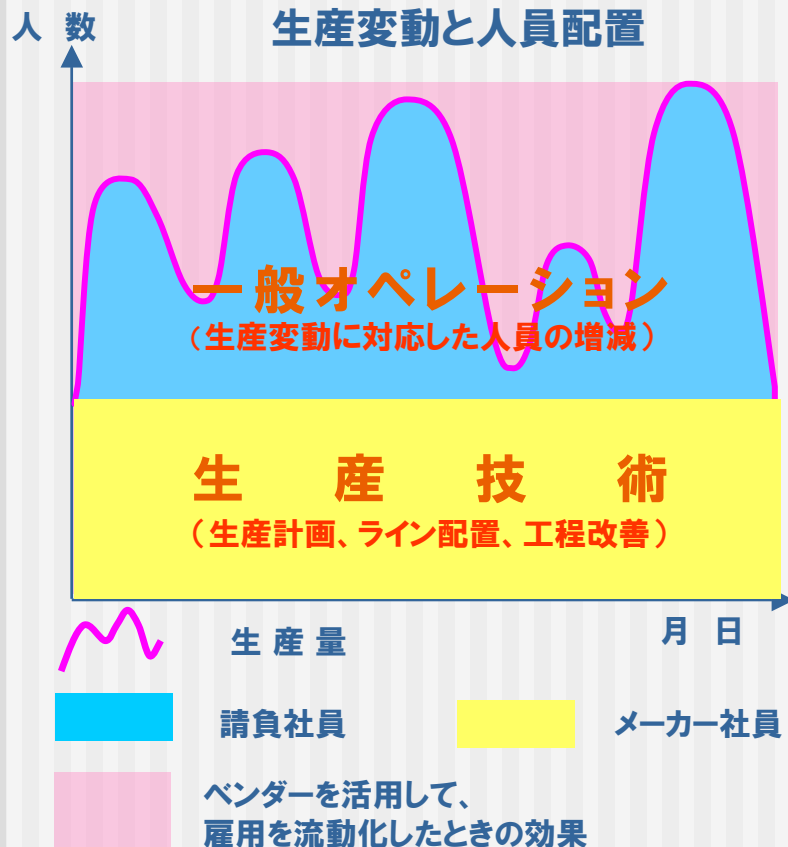 生産変動と人員配置
人 数
一般オペレーション
（生産変動に対応した人員の増減）
生 産 技 術
（生産計画、ライン配置、工程改善）
月 日
生 産 量
請負社員
メーカー社員
ベンダーを活用して、
雇用を流動化したときの効果